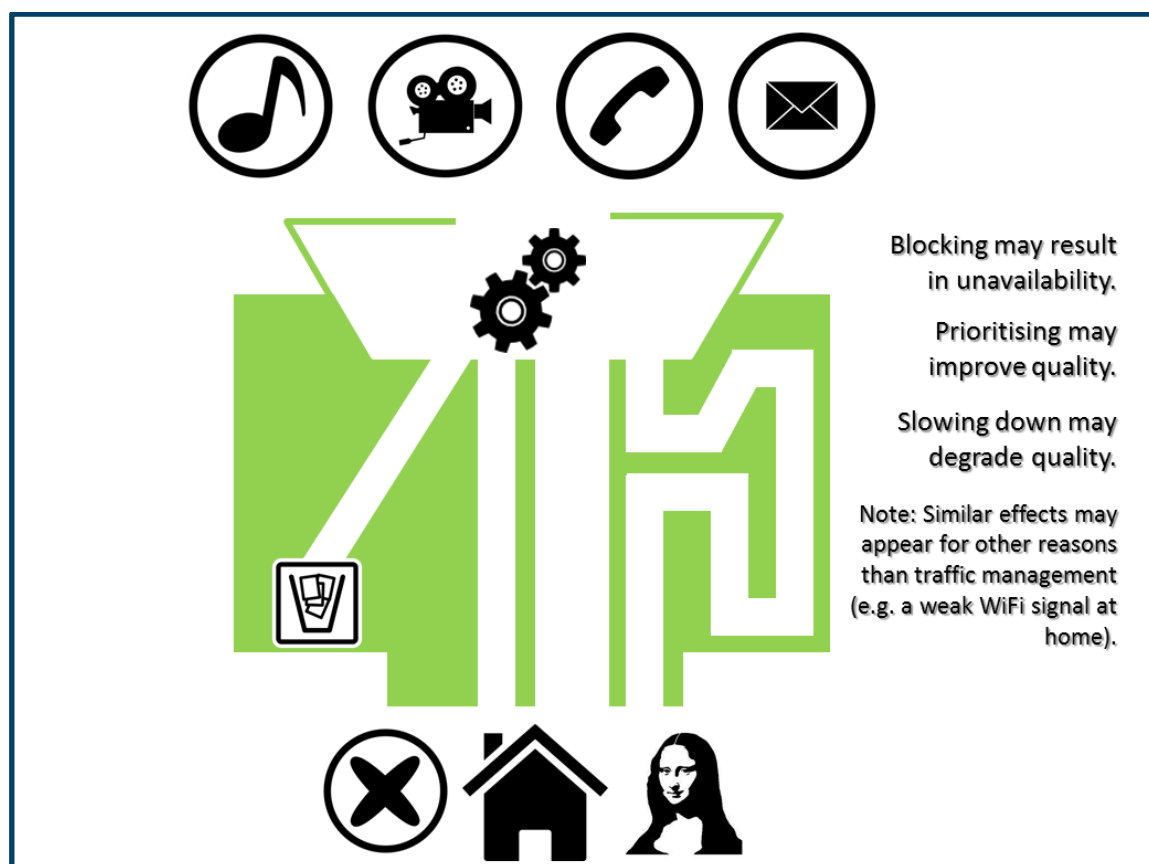 Blocking may result
in unavailability.
Prioritising may
improve quality.
Slowing down may
degrade quality.
Note: Similar effects may
appear for other reasons
than traffic management
(e.g. a weak WiFi signal at
home).